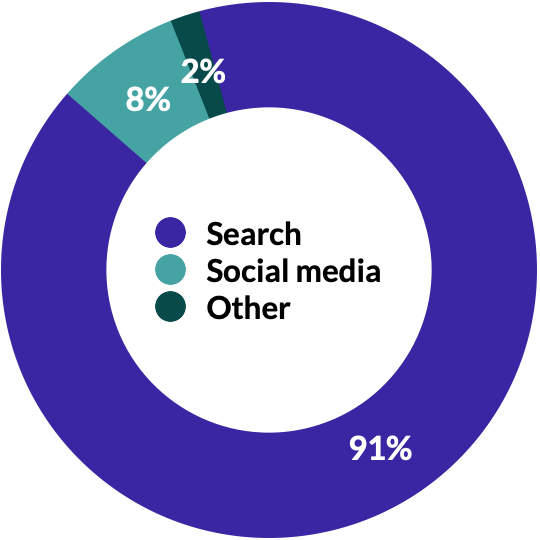 2%
8%
Search
Social media
Other
91%